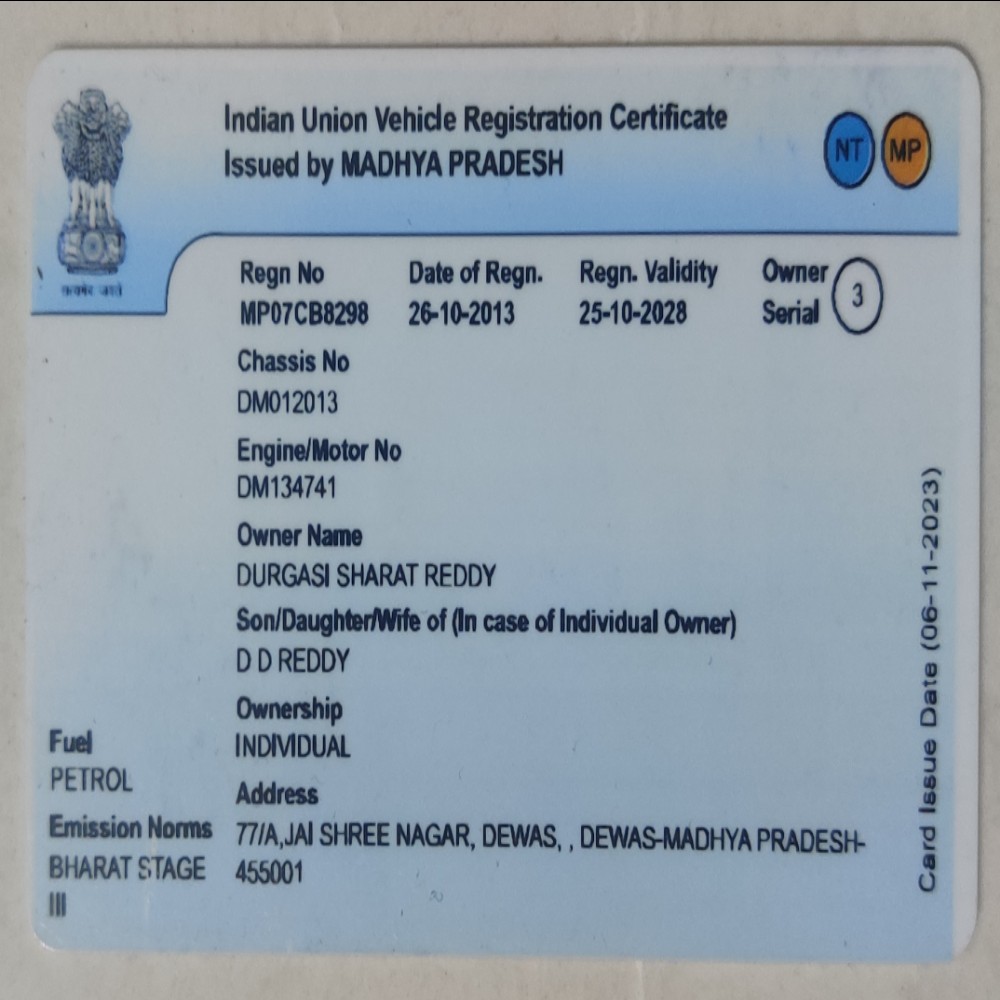 Indian Union Vehicle Registration Certificate
Issued by MADHYA PRADESH
NT MP
सत्यमेव जयते
Regn No Date of Regn. Regn. Validity Owner Serial 3
MP07CB8298 26-10-2013 25-10-2028
Chassis No
DM012013
Engine/Motor No
DM134741
Owner Name
DURGASI SHARAT REDDY
Son/Daughter/Wife of (In case of Individual Owner)
D D REDDY
Ownership
INDIVIDUAL
Fuel
PETROL
Address
77/A,JAI SHREE NAGAR, DEWAS, , DEWAS-MADHYA PRADESH-
455001
Emission Norms
BHARAT STAGE
III
Card Issue Date (06-11-2023)